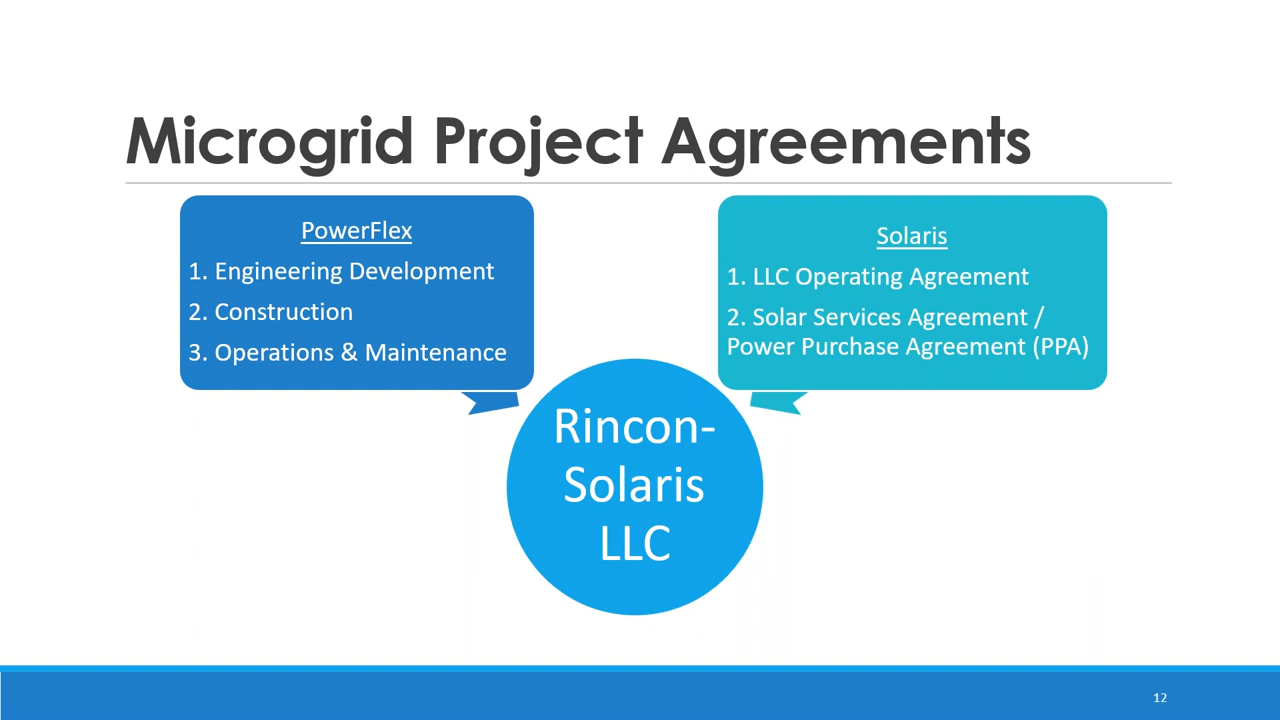 Microgrid Project Agreements
PowerFlex
1. Engineering Development
2. Construction
3. Operations & Maintenance
Solaris
1. LLC Operating Agreement
2. Solar Services Agreement /
Power Purchase Agreement (PPA)
Rincon-
Solaris
LLC
12